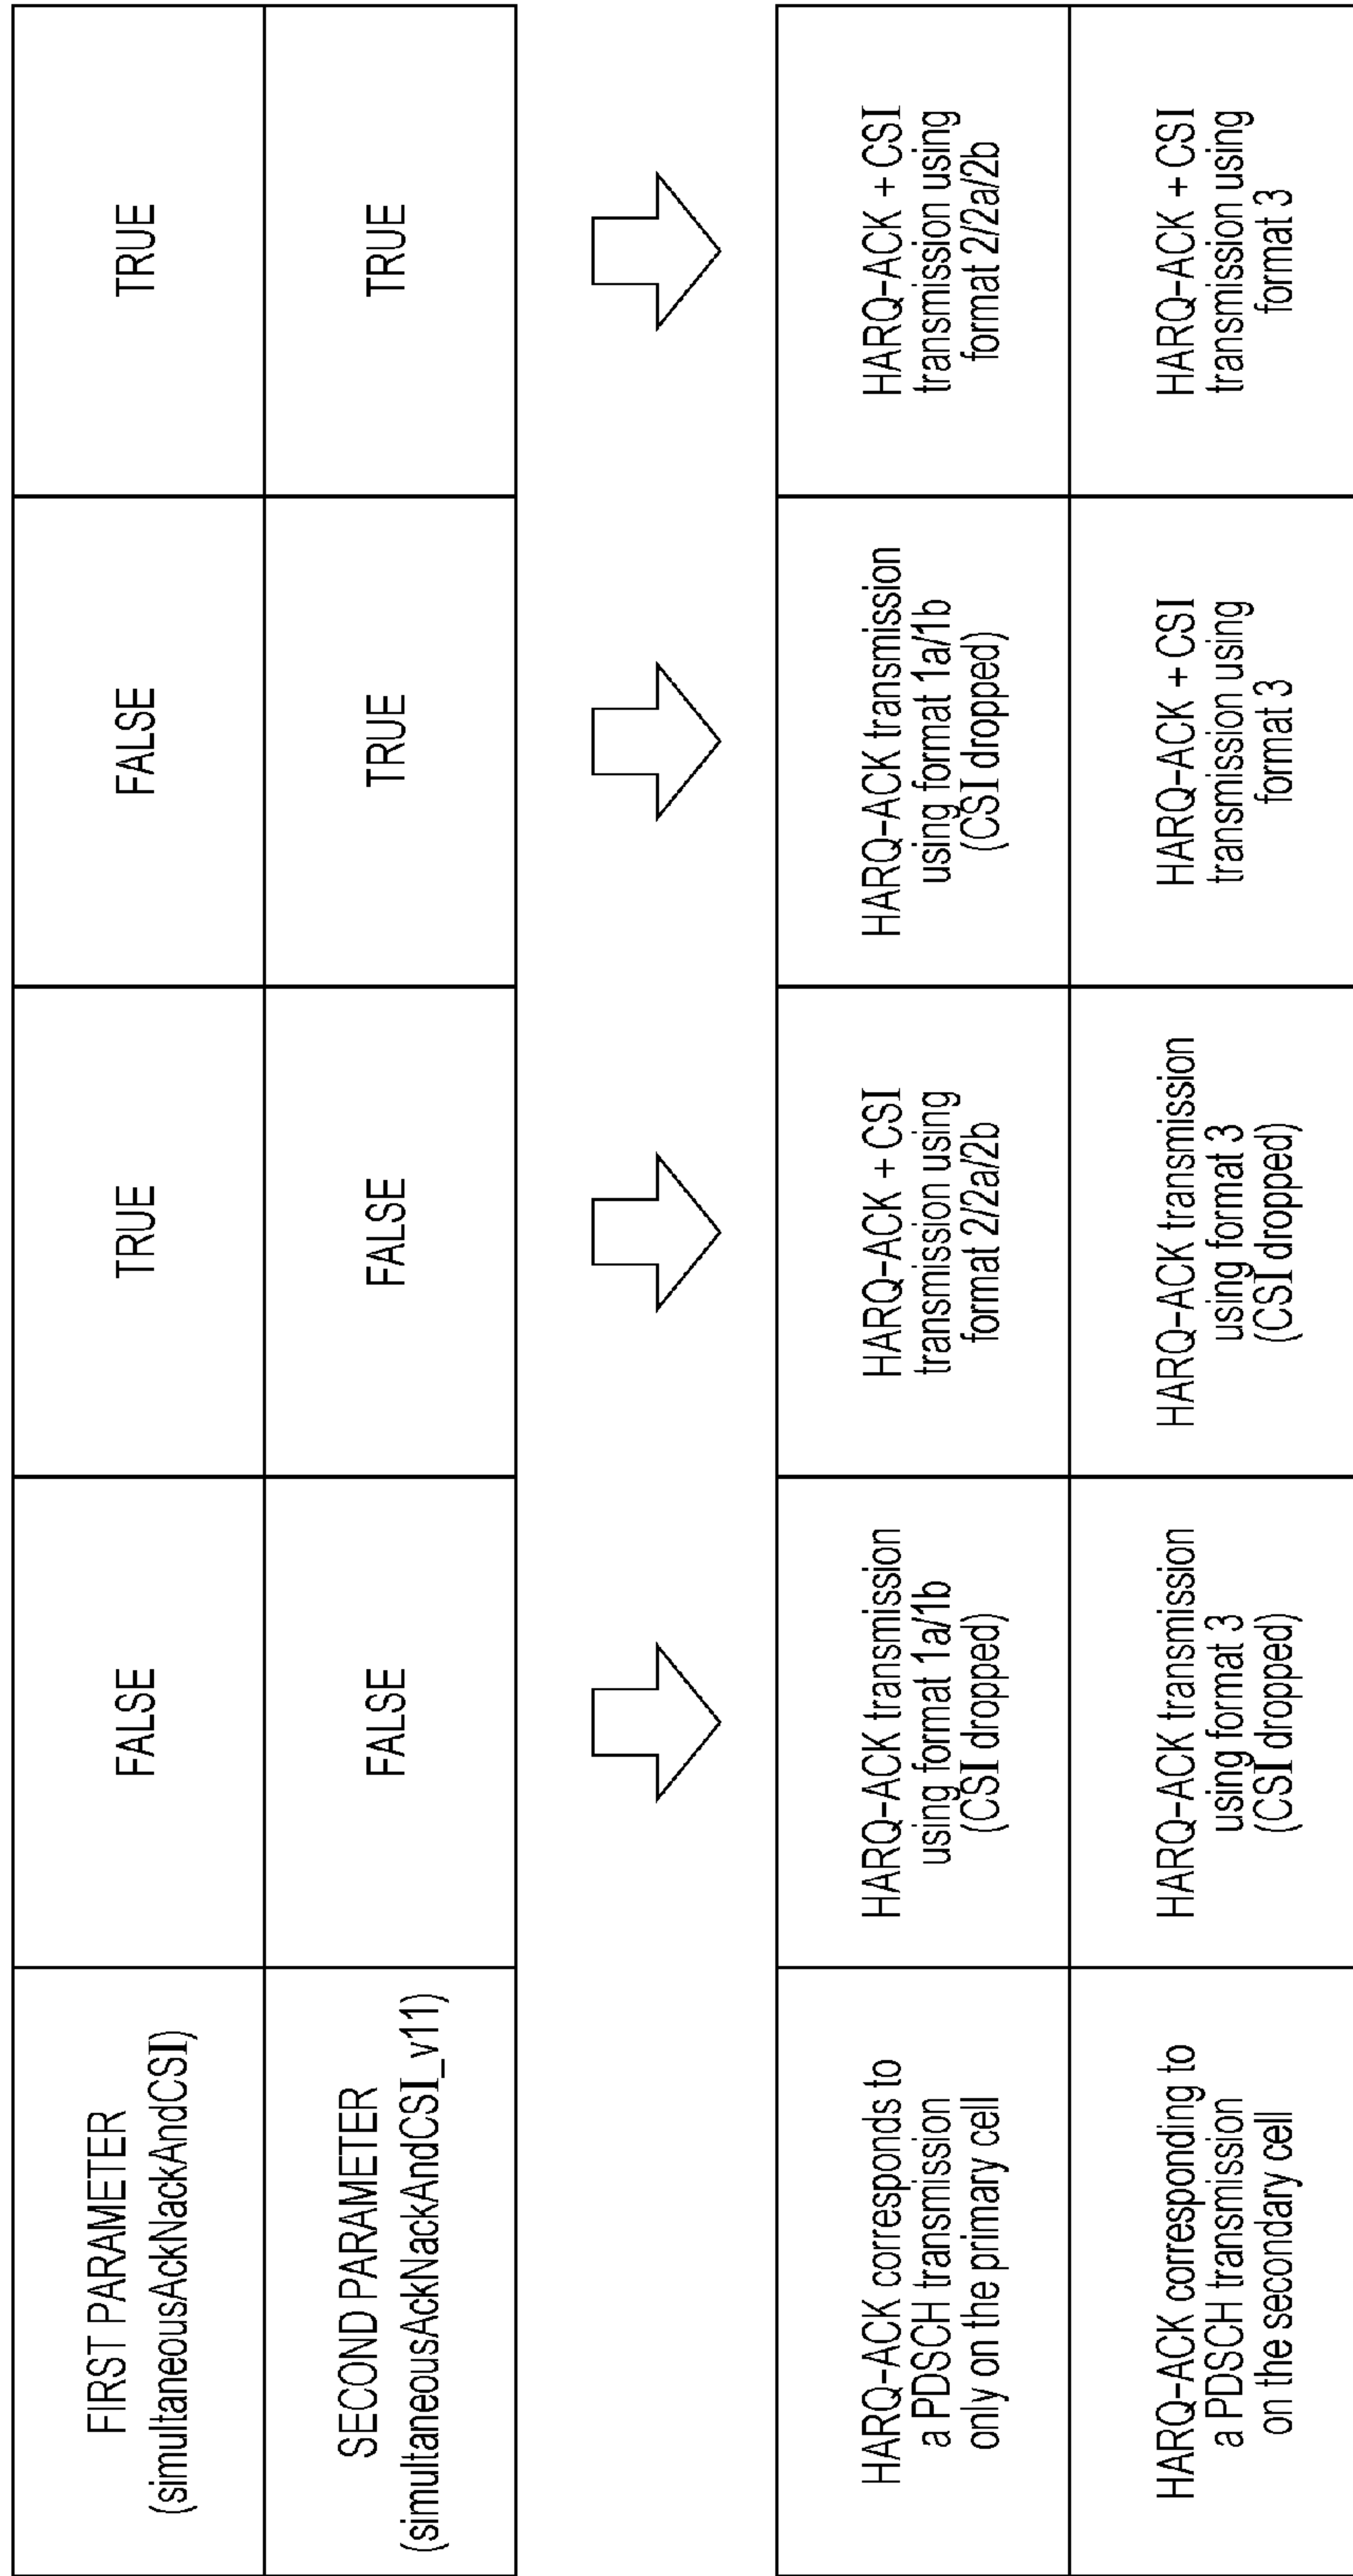 FIRST PARAMETER
(simultaneousAckNackAndCSI)
FALSE
TRUE
FALSE
TRUE
SECOND PARAMETER
(simultaneousAckNackAndCSI_v11)
FALSE
FALSE
TRUE
TRUE
HARQ-ACK corresponds to
a PDSCH transmission
only on the primary cell
HARQ-ACK transmission
using format 1a/1b
(CSI dropped)
HARQ-ACK + CSI
transmission using
format 2/2a/2b
HARQ-ACK transmission
using format 1a/1b
(CSI dropped)
HARQ-ACK + CSI
transmission using
format 2/2a/2b
HARQ-ACK corresponding to
a PDSCH transmission
on the secondary cell
HARQ-ACK transmission
using format 3
(CSI dropped)
HARQ-ACK transmission
using format 3
(CSI dropped)
HARQ-ACK + CSI
transmission using
format 3
HARQ-ACK + CSI
transmission using
format 3